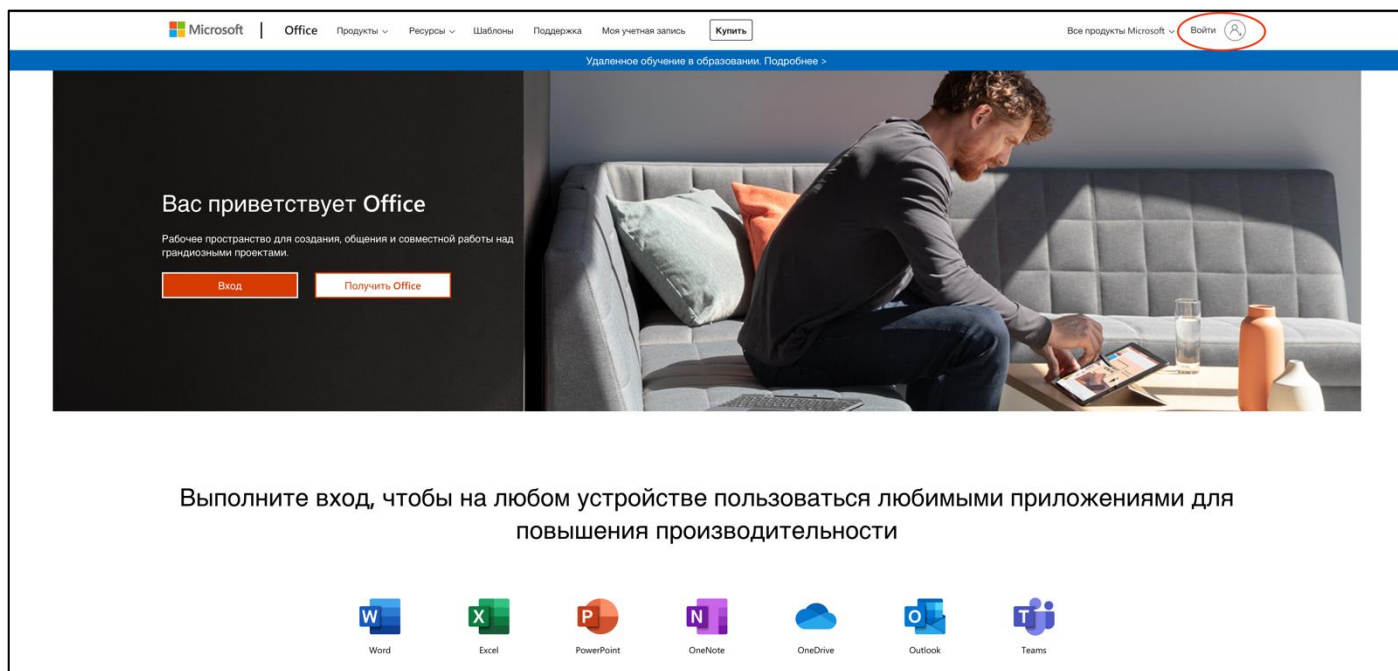 Microsoft Office Продукты Ресурсы Шаблоны Поддержка Моя учетная запись Купить Все продукты Microsoft Войти
Удаленное обучение в образовании. Подробнее >
Вас приветствует Office
Рабочее пространство для создания, общения и совместной работы над
грандиозными проектами.
Вход Получить Office
Выполните вход, чтобы на любом устройстве пользоваться любимыми приложениями для
повышения производительности
Word Excel PowerPoint OneNote OneDrive Outlook Teams